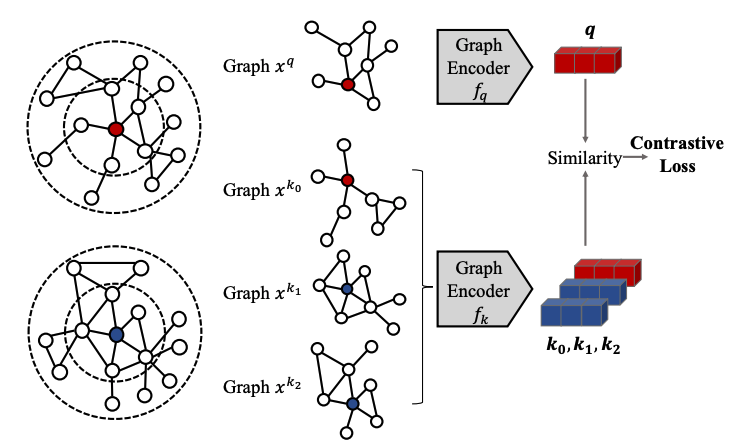 Graph x^q
Graph
Encoder
f_q
q
Graph x^{k_0}
Similarity
Contrastive
Loss
Graph x^{k_1}
Graph
Encoder
f_k
k_0, k_1, k_2
Graph x^{k_2}